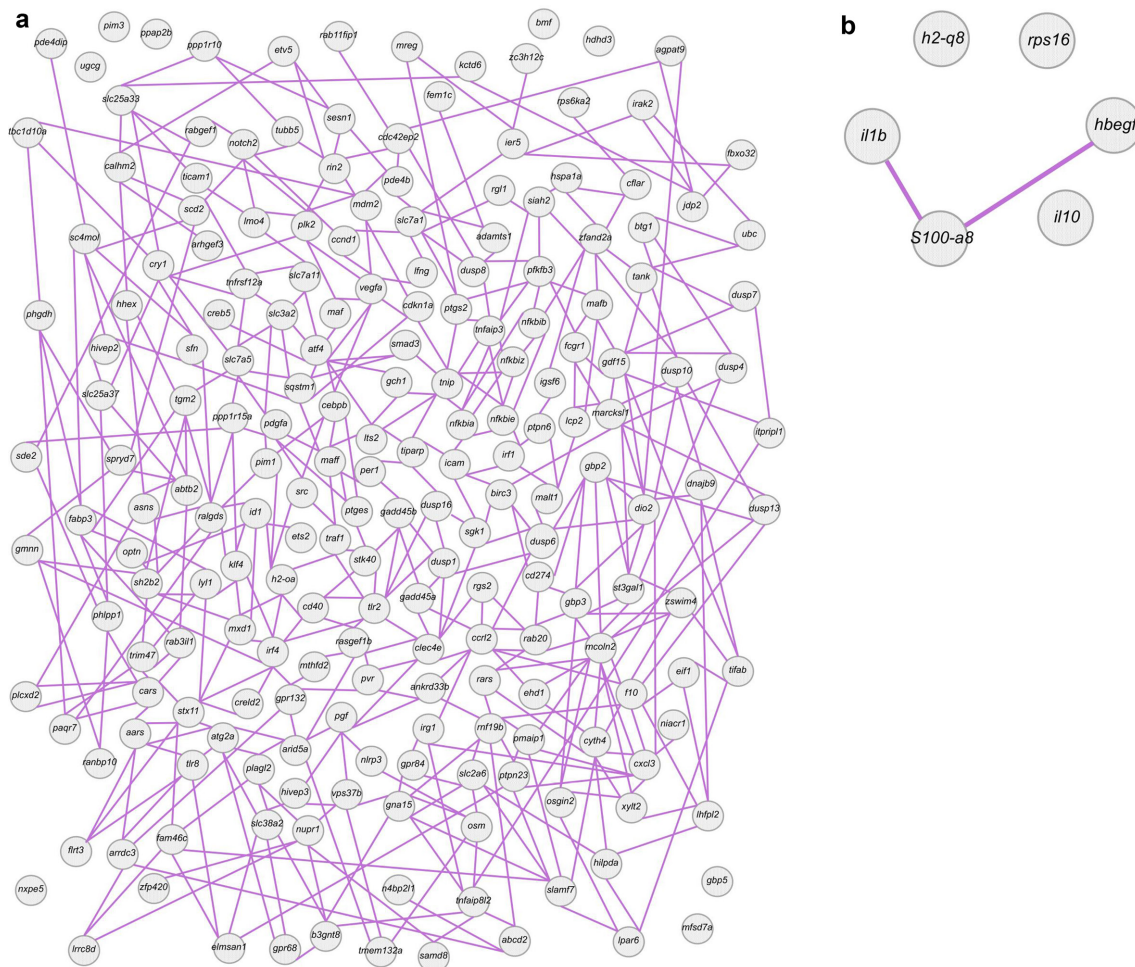 a
b
pim3
ppap2b
bmf
hdhd3
pde4dip
ugcg
ppp1r10
etv5
rab11fip1
mreg
zc3h12c
agpat9
kctd6
slc25a33
fem1c
rps6ka2
irak2
tbc1d10a
rabgef1
notch2
tubb5
sesn1
cdc42ep2
ier5
fbxo32
calhm2
ticam1
rin2
pde4b
rgl1
hspa1a
cflar
jdp2
scd2
lmo4
plk2
mdm2
slc7a1
siah2
sc4mol
arhgef3
ccnd1
adamts1
zfand2a
btg1
ubc
cry1
tnfrsf12a
slc7a11
vegfa
lfng
dusp8
pfkfb3
tank
phgdh
hhex
creb5
slc3a2
maf
cdkn1a
ptgs2
tnfaip3
nfkbib
mafb
dusp7
hivep2
sfn
slc7a5
atf4
smad3
nfkbiz
fcgr1
gdf15
dusp10
dusp4
slc25a37
tgm2
sqstm1
gch1
tnip
igsf6
ppp1r15a
pdgfa
cebpb
nfkbia
nfkbie
ptpn6
lcp2
marcksl1
itpripl1
sde2
spryd7
pim1
maff
lts2
tiparp
per1
icam
irf1
gbp2
dnajb9
abtb2
src
ptges
birc3
malt1
fabp3
asns
ralgds
id1
gadd45b
dusp16
dio2
dusp13
gmnn
optn
ets2
traf1
sgk1
dusp6
sh2b2
lyl1
klf4
h2-oa
stk40
dusp1
cd274
st3gal1
phlpp1
cd40
tlr2
gadd45a
rgs2
gbp3
zswim4
trim47
rab3il1
mxd1
irf4
rasgef1b
clec4e
ccrl2
rab20
mcoln2
plcxd2
cars
mthfd2
pvr
ankrd33b
rars
ehd1
f10
eif1
tifab
paqr7
stx11
creld2
gpr132
pgf
irg1
rnf19b
pmaip1
cyth4
niacr1
ranbp10
aars
atg2a
arid5a
nlrp3
gpr84
slc2a6
ptpn23
cxcl3
tlr8
plagl2
hivep3
vps37b
gna15
osgin2
xylt2
lhfpl2
flrt3
arrdc3
fam46c
slc38a2
nupr1
osm
hilpda
nxpe5
zfp420
n4bp2l1
tnfaip8l2
slamf7
gbp5
lrrc8d
elmsan1
gpr68
b3gnt8
tmem132a
samd8
abcd2
lpar6
mfsd7a
h2-q8
rps16
il1b
hbegf
il10
S100-a8